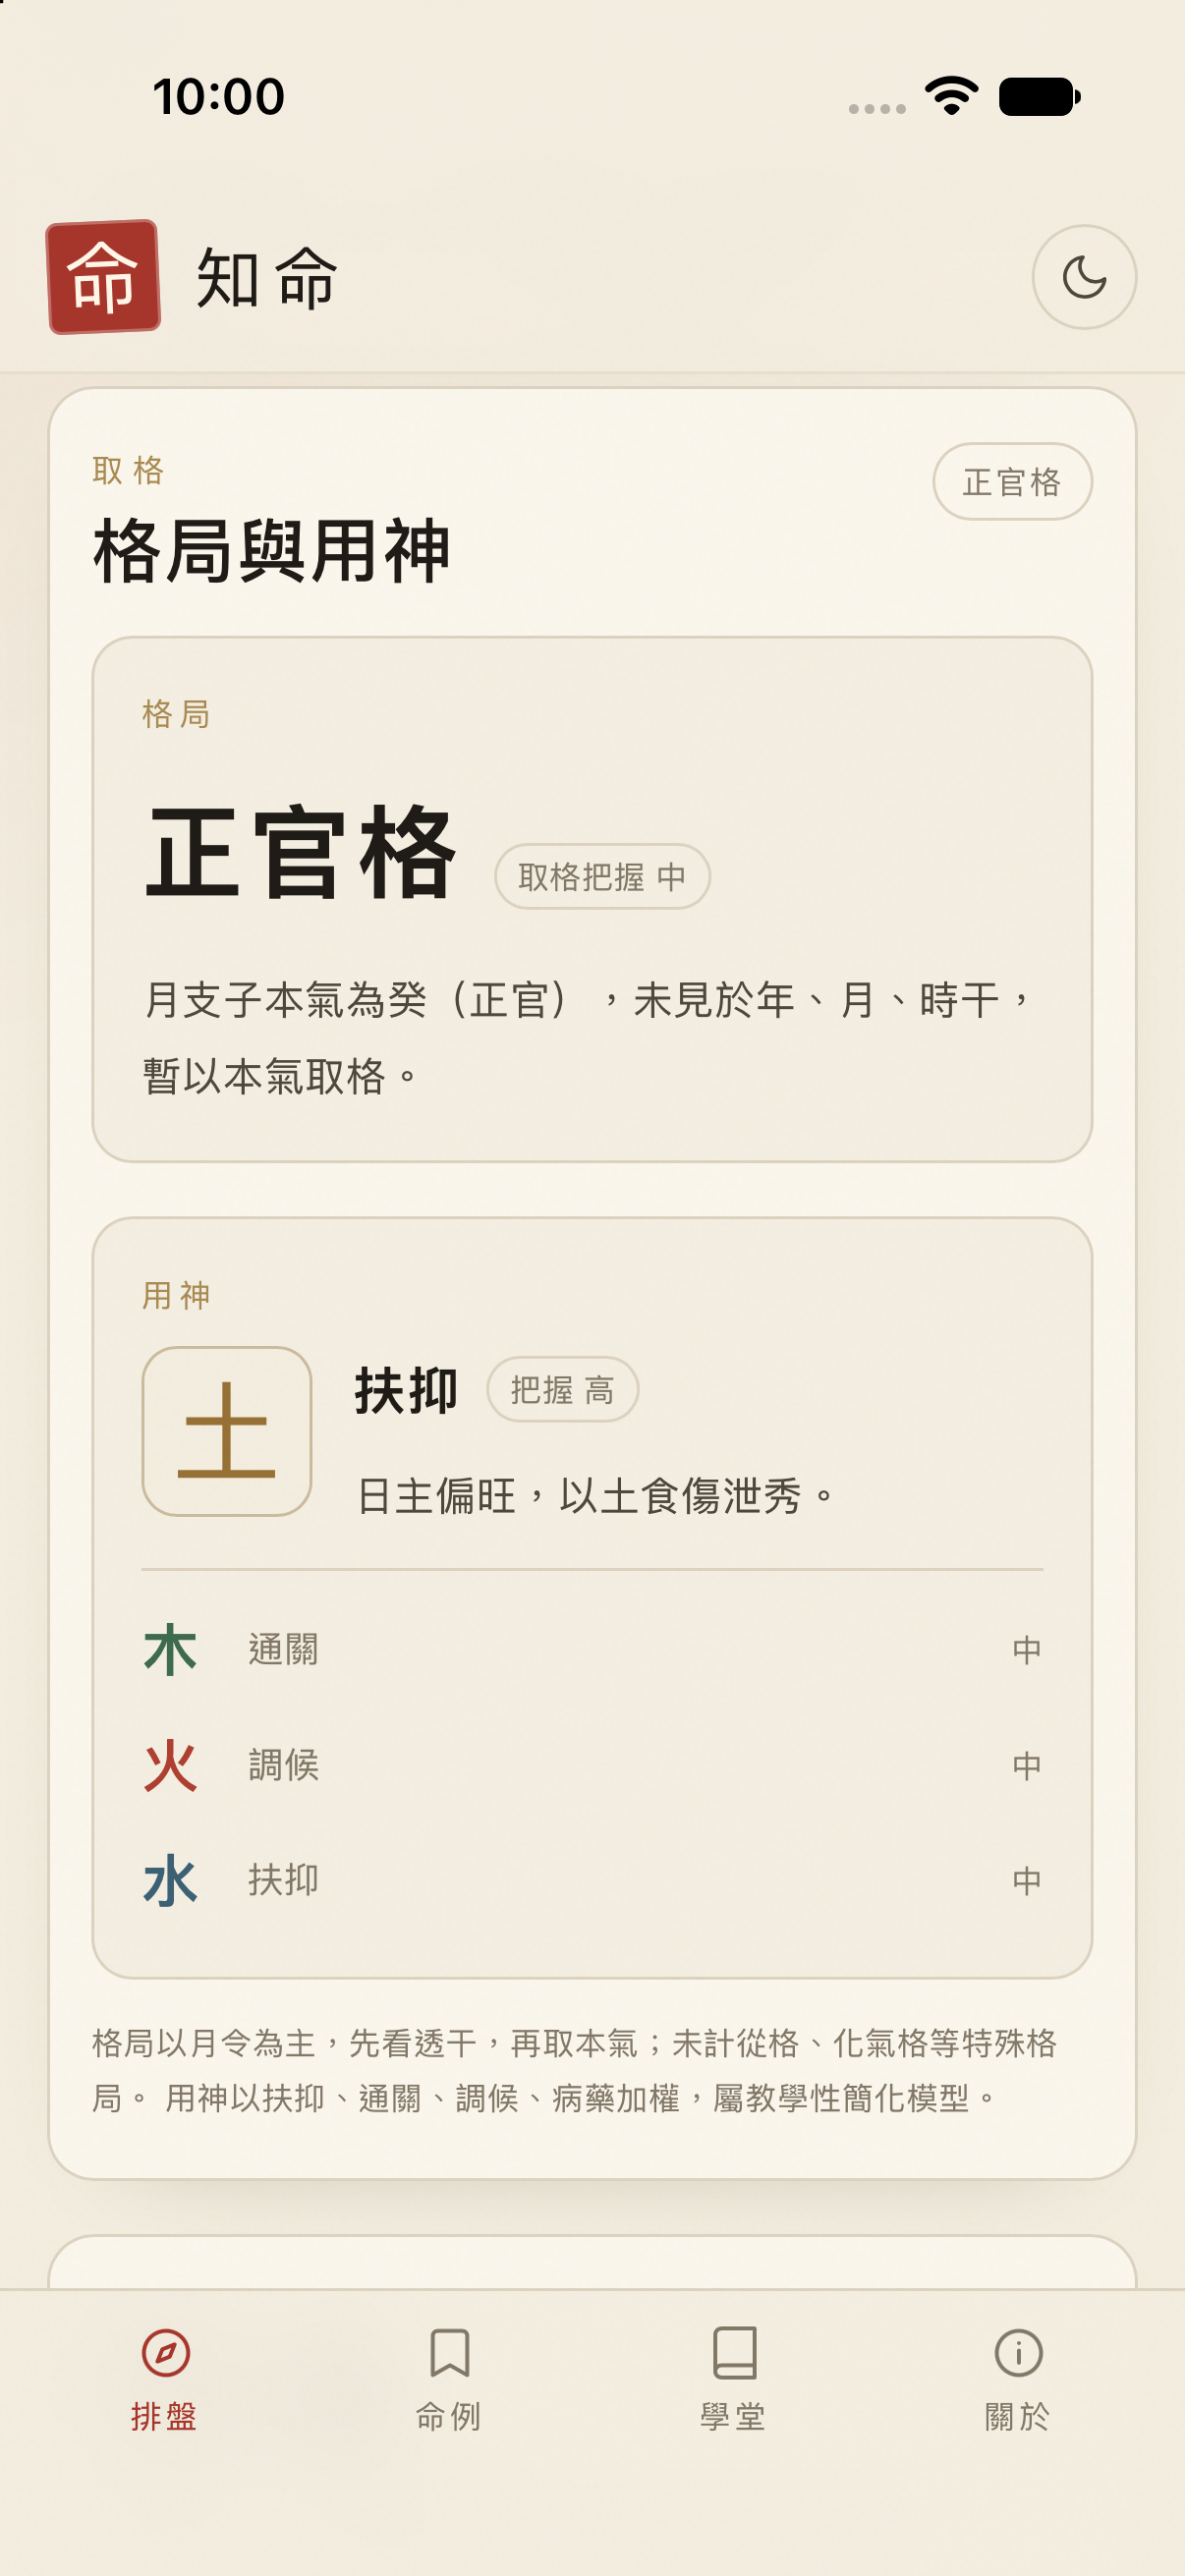 10:00
命 知命
取格
正官格
格局與用神
格局
正官格 取格把握 中
月支子本氣為癸（正官），未見於年、月、時干，
暫以本氣取格。
用神
土 扶抑 把握 高
日主偏旺，以土食傷泄秀。
木 通關 中
火 調候 中
水 扶抑 中
格局以月令為主，先看透干，再取本氣；未計從格、化氣格等特殊格
局。 用神以扶抑、通關、調候、病藥加權，屬教學性簡化模型。
排盤 命例 學堂 關於